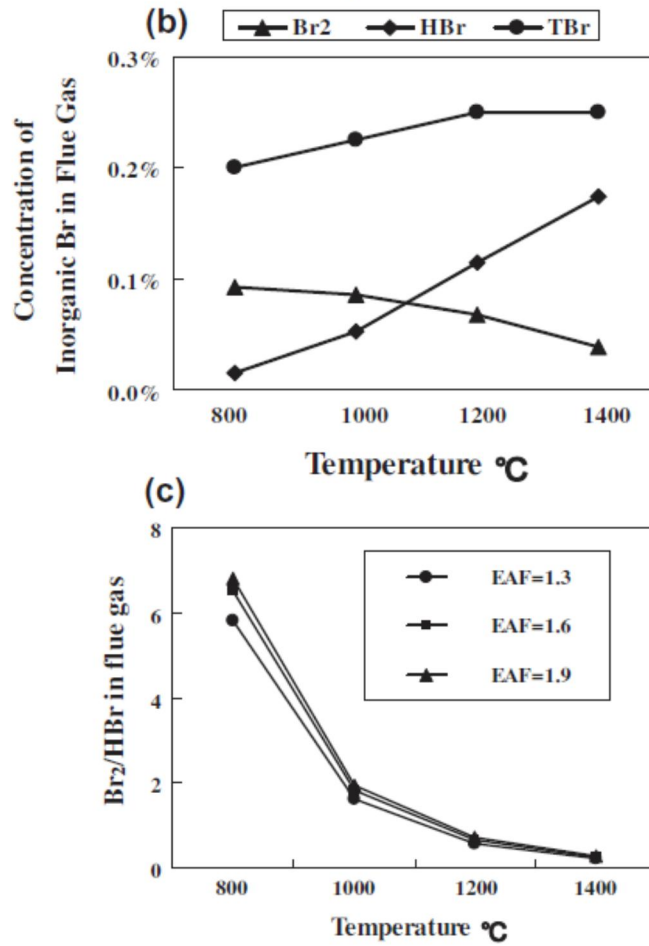 (b)
Br2 HBr TBr
0.3%
0.2%
0.1%
0.0%
Concentration of
Inorganic Br in Flue Gas
800 1000 1200 1400
Temperature °C
(c)
8
6
4
2
0
Br₂/HBr in flue gas
EAF=1.3
EAF=1.6
EAF=1.9
800 1000 1200 1400
Temperature °C